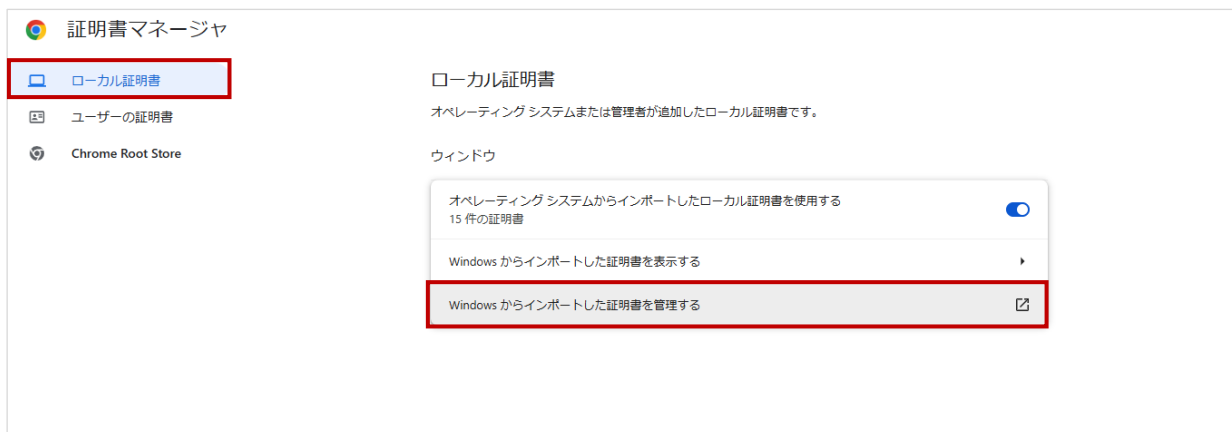 証明書マネージャ
ローカル証明書
ユーザーの証明書
Chrome Root Store
ローカル証明書
オペレーティング システムまたは管理者が追加したローカル証明書です。
ウィンドウ
オペレーティング システムからインポートしたローカル証明書を使用する
15 件の証明書
Windows からインポートした証明書を表示する
Windows からインポートした証明書を管理する